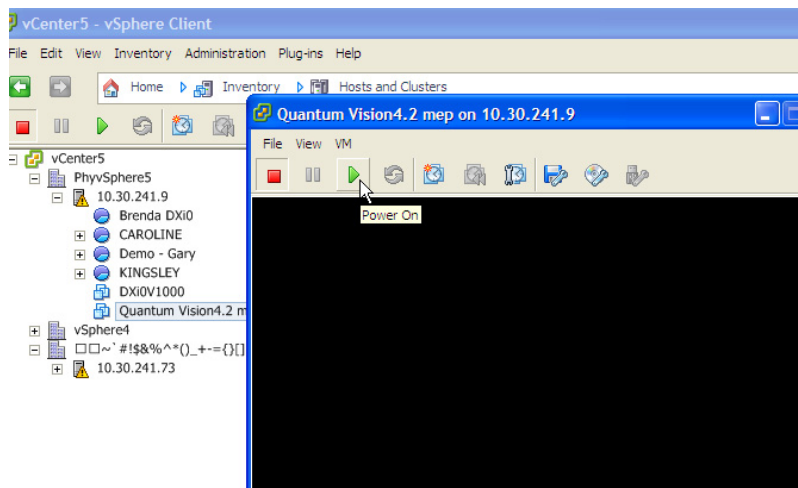 vCenter5 - vSphere Client
File Edit View Inventory Administration Plug-ins Help
Home Inventory Hosts and Clusters
Quantum Vision4.2 mep on 10.30.241.9
File View VM
Power On
vCenter5
PhyvSphere5
10.30.241.9
Brenda DXi0
CAROLINE
Demo - Gary
KINGSLEY
DXi0V1000
Quantum Vision4.2 m
vSphere4
□□~`#!$&%^*()_+-={}[]
10.30.241.73